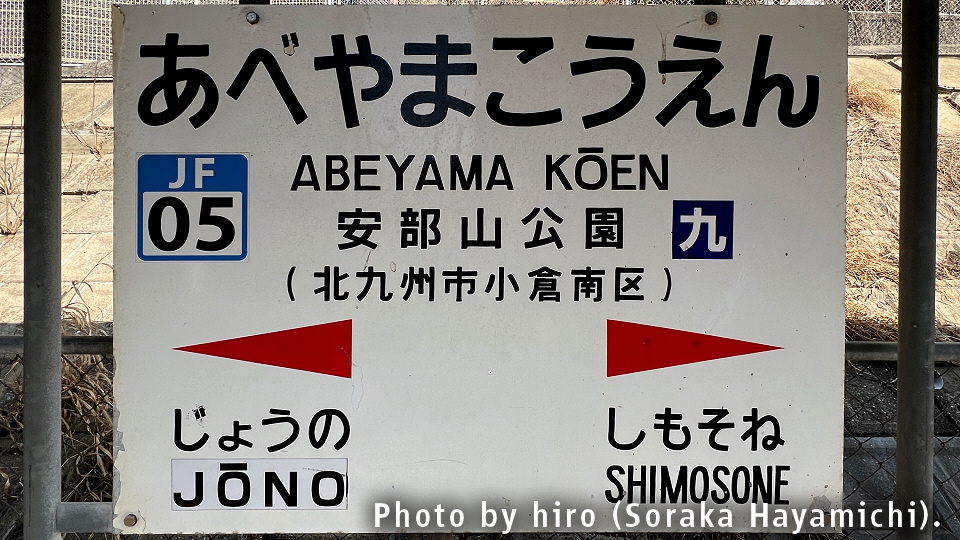 あべやまこうえん
JF
05
ABEYAMA KŌEN
安部山公園 九
(北九州市小倉南区)
じょうの
JŌNO
しもそね
SHIMOSONE
Photo by hiro (Soraka Hayamichi).